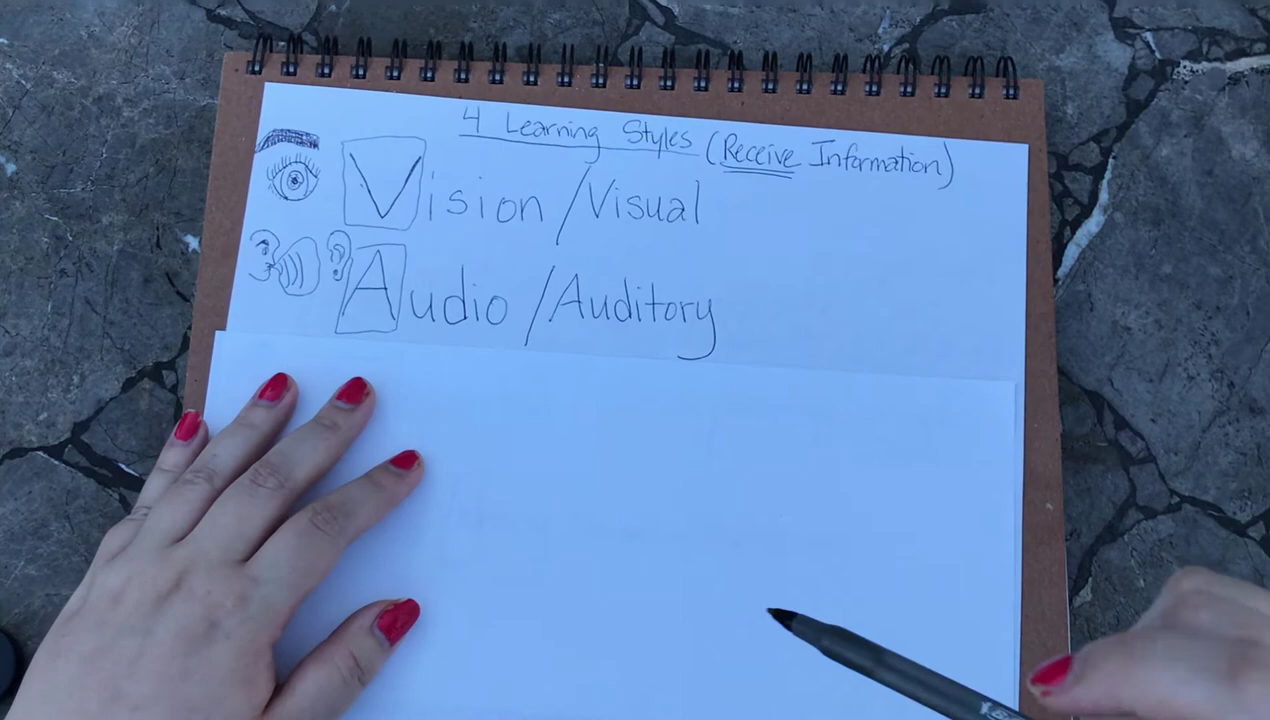 4 Learning Styles (Receive Information)
Vision/Visual
Audio/Auditory